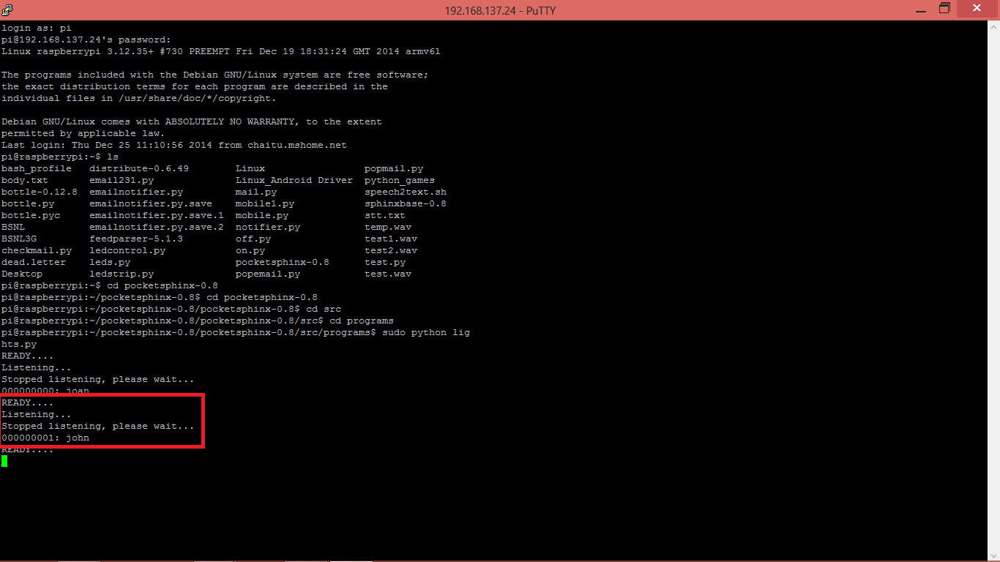 192.168.137.24 - PuTTY
login as: pi
pi@192.168.137.24's password:
Linux raspberrypi 3.12.35+ #730 PREEMPT Fri Dec 19 18:31:24 GMT 2014 armv6l
The programs included with the Debian GNU/Linux system are free software;
the exact distribution terms for each program are described in the
individual files in /usr/share/doc/*/copyright.
Debian GNU/Linux comes with ABSOLUTELY NO WARRANTY, to the extent
permitted by applicable law.
Last login: Thu Dec 25 11:10:56 2014 from chaitu.mshome.net
pi@raspberrypi:~$ ls
bash_profile distribute-0.6.49 Linux popmail.py
body.txt email231.py Linux_Android Driver python_games
bottle-0.12.8 emailnotifier.py mail.py speech2text.sh
bottle.py emailnotifier.py.save mobile1.py sphinxbase-0.8
bottle.pyc emailnotifier.py.save.1 mobile.py stt.txt
BSNL emailnotifier.py.save.2 notifier.py temp.wav
BSNL3G feedparser-5.1.3 off.py test1.wav
checkmail.py ledcontrol.py on.py test2.wav
dead.letter leds.py pocketsphinx-0.8 test.py
Desktop ledstrip.py popemail.py test.wav
pi@raspberrypi:~$ cd pocketsphinx-0.8
pi@raspberrypi:~/pocketsphinx-0.8$ cd pocketsphinx-0.8
pi@raspberrypi:~/pocketsphinx-0.8/pocketsphinx-0.8$ cd src
pi@raspberrypi:~/pocketsphinx-0.8/pocketsphinx-0.8/src$ cd programs
pi@raspberrypi:~/pocketsphinx-0.8/pocketsphinx-0.8/src/programs$ sudo python lig
hts.py
READY....
Listening...
Stopped listening, please wait...
000000000: joan
READY....
Listening...
Stopped listening, please wait...
000000001: john
READY....